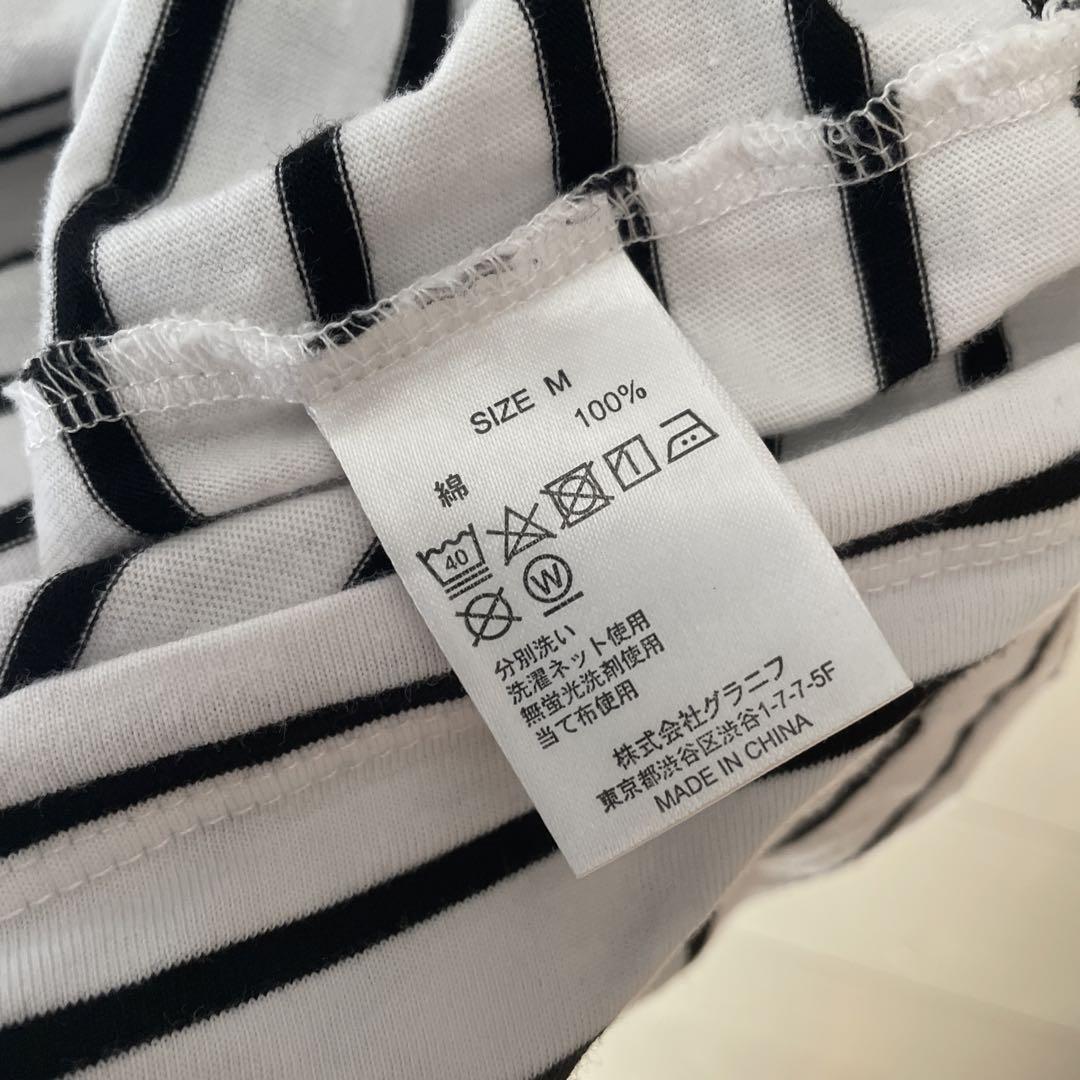 SIZE M
綿 100%
40
W
分別洗い
洗濯ネット使用
無蛍光洗剤使用
当て布使用
株式会社グラニフ
東京都渋谷区渋谷1-7-7-5F
MADE IN CHINA